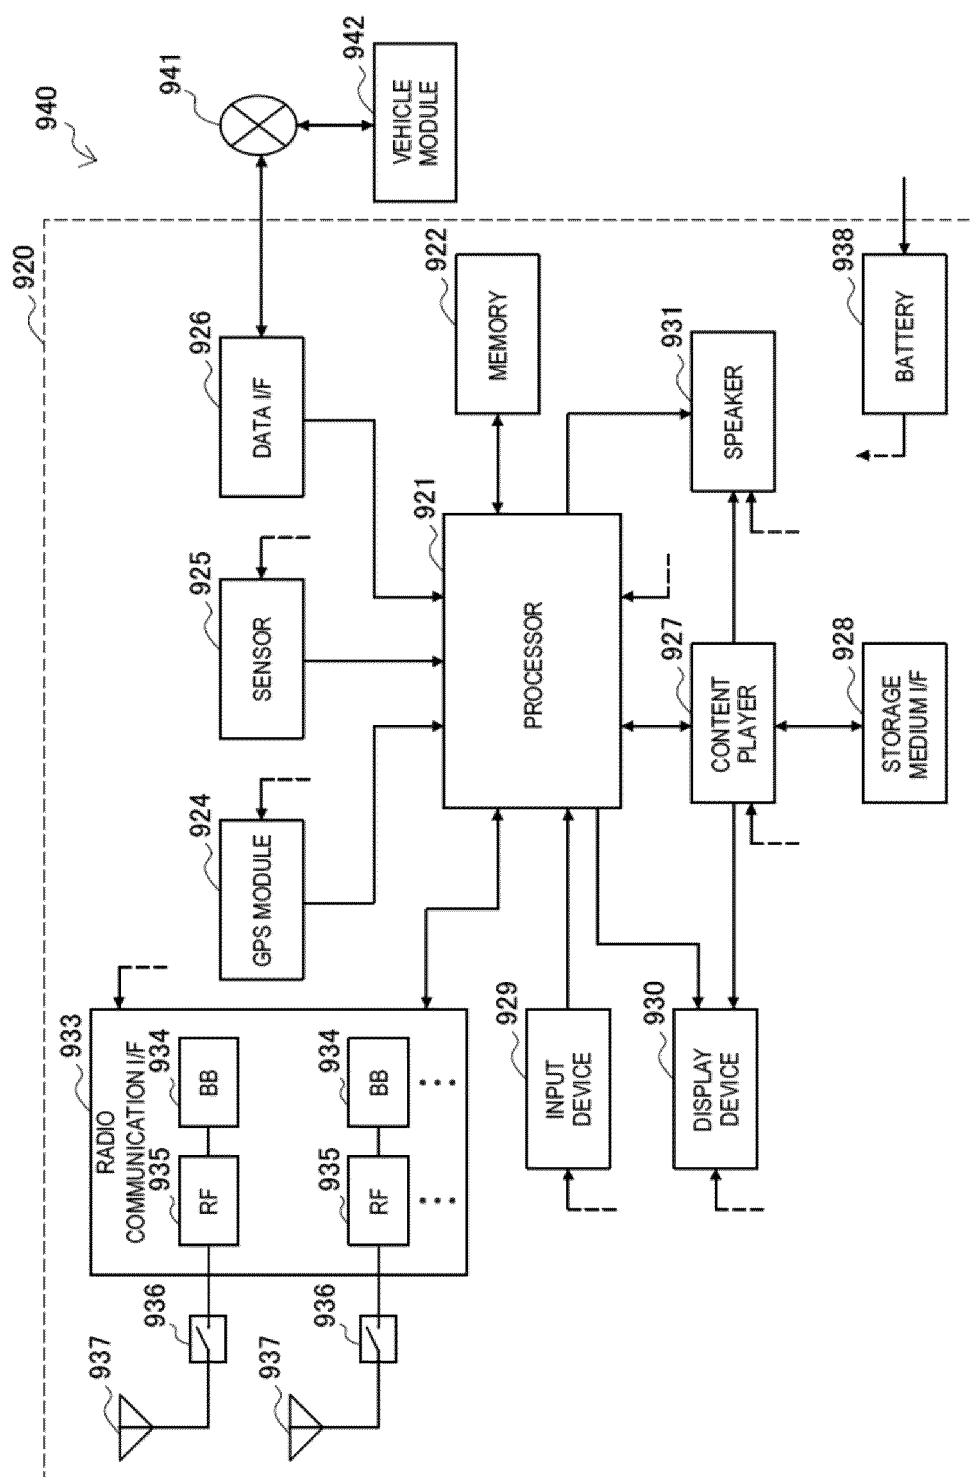 940
920
941
942
VEHICLE
MODULE
933
RADIO
COMMUNICATION I/F
937
936
935
RF
934
BB
937
936
935
RF
934
BB
924
GPS MODULE
925
SENSOR
926
DATA I/F
921
PROCESSOR
922
MEMORY
929
INPUT
DEVICE
930
DISPLAY
DEVICE
927
CONTENT
PLAYER
931
SPEAKER
928
STORAGE
MEDIUM I/F
938
BATTERY